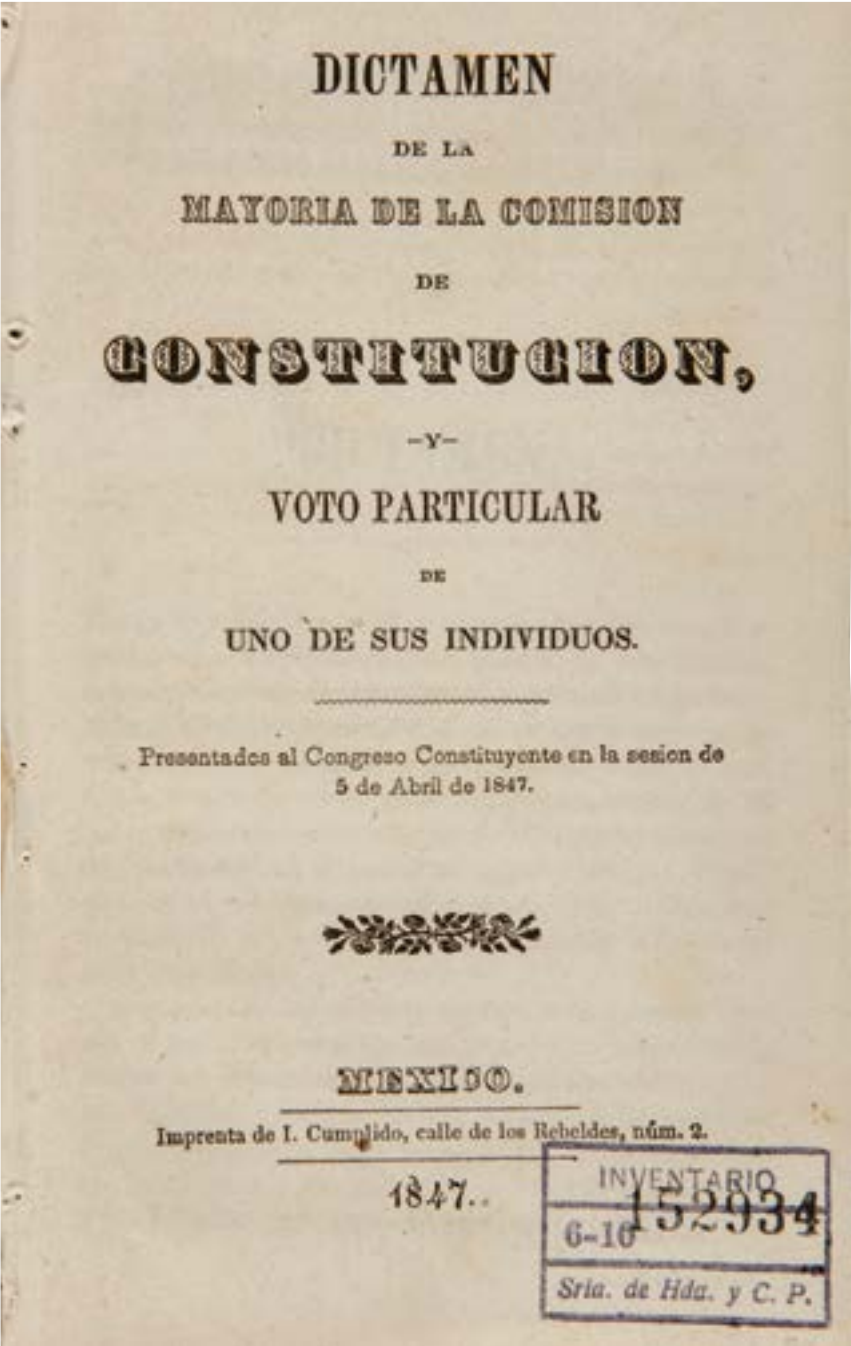 DICTAMEN
DE LA
MAYORIA DE LA COMISION
DE
CONSTITUCION,
–Y–
VOTO PARTICULAR
DE
UNO DE SUS INDIVIDUOS.
Presentados al Congreso Constituyente en la sesion de
5 de Abril de 1847.
MEXICO.
Imprenta de I. Cumplido, calle de los Rebeldes, núm. 2.
1847.
INVENTARIO
152934
6-10
Sria. de Hda. y C. P.